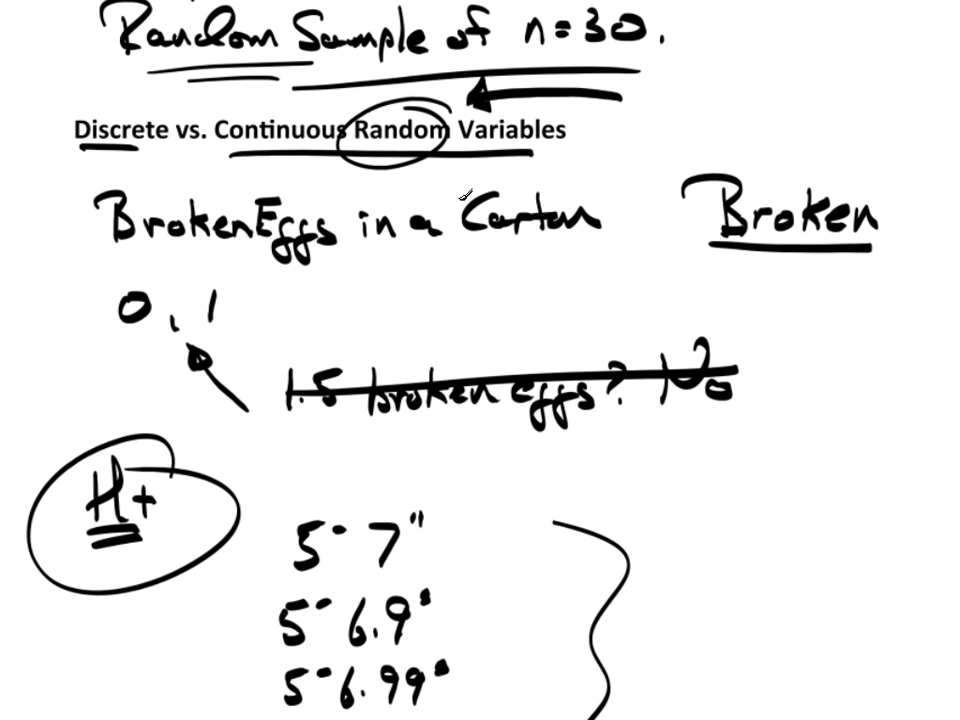 Random Sample of n=30.
Discrete vs. Continuous Random Variables
Broken Eggs in a Carton Broken
0, 1
1.5 broken eggs? No
Ht
5'-7"
5'-6.9"
5'-6.99"